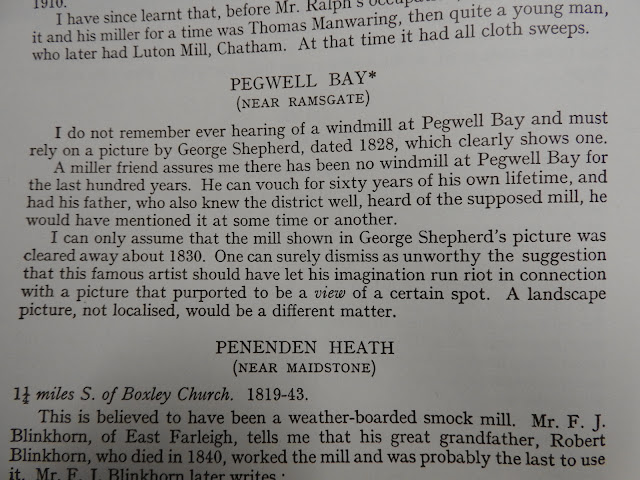 1910.
I have since learnt that, before Mr. Ralph's
it and his miller for a time was Thomas Manwaring, then quite a young man,
who later had Luton Mill, Chatham. At that time it had all cloth sweeps.
PEGWELL BAY*
(NEAR RAMSGATE)
I do not remember ever hearing of a windmill at Pegwell Bay and must
rely on a picture by George Shepherd, dated 1828, which clearly shows one.
A miller friend assures me there has been no windmill at Pegwell Bay for
the last hundred years. He can vouch for sixty years of his own lifetime, and
had his father, who also knew the district well, heard of the supposed mill, he
would have mentioned it at some time or another.
I can only assume that the mill shown in George Shepherd's picture was
cleared away about 1830. One can surely dismiss as unworthy the suggestion
that this famous artist should have let his imagination run riot in connection
with a picture that purported to be a view of a certain spot. A landscape
picture, not localised, would be a different matter.
PENENDEN HEATH
(NEAR MAIDSTONE)
1¼ miles S. of Boxley Church. 1819-43.
This is believed to have been a weather-boarded smock mill. Mr. F. J.
Blinkhorn, of East Farleigh, tells me that his great grandfather, Robert
Blinkhorn, who died in 1840, worked the mill and was probably the last to use
it. Mr. F. J. Blinkhorn later writes :